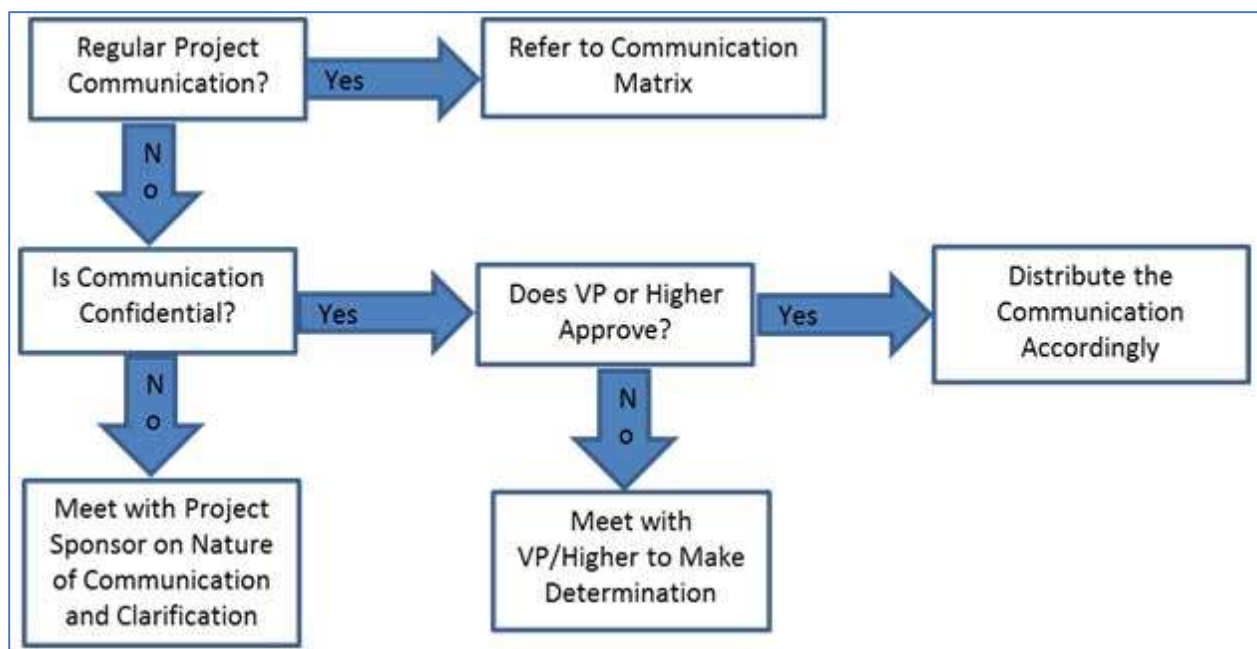 Regular Project
Communication?
Yes
Refer to Communication
Matrix
N
o
Is Communication
Confidential?
Yes
Does VP or Higher
Approve?
Yes
Distribute the
Communication
Accordingly
N
o
N
o
Meet with Project
Sponsor on Nature
of Communication
and Clarification
Meet with
VP/Higher to Make
Determination